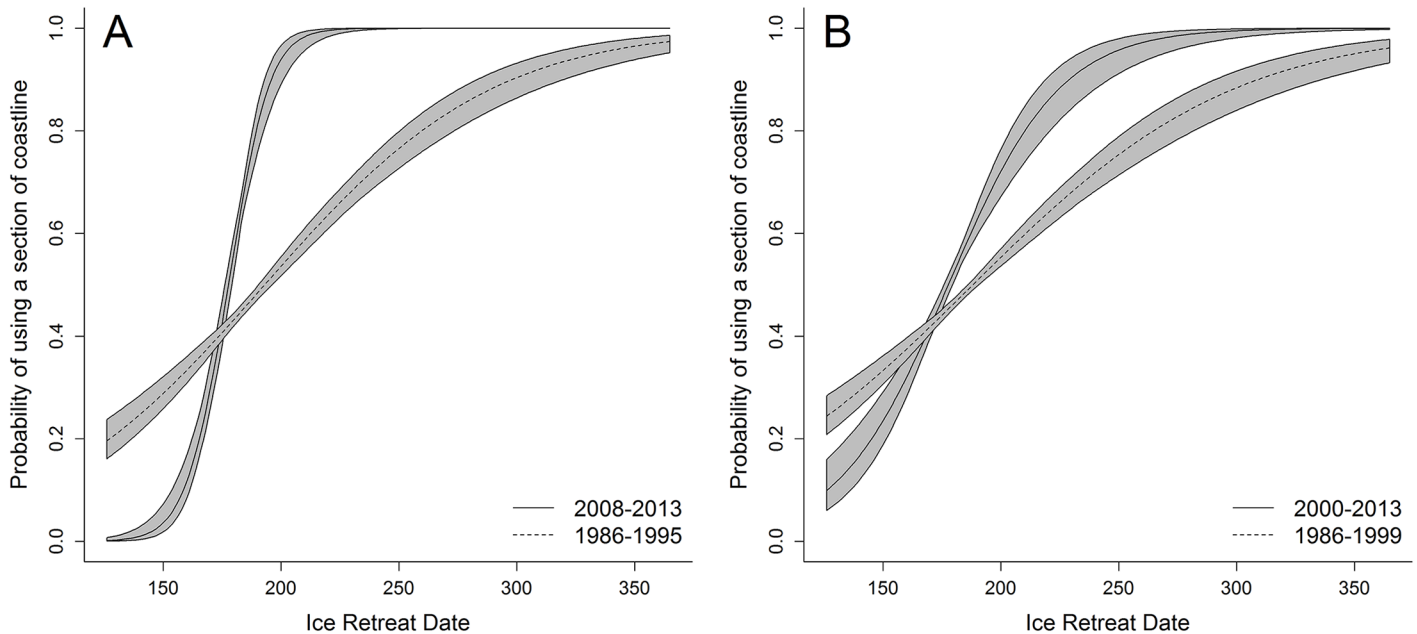 A
Probability of using a section of coastline
1.0
0.8
0.6
0.4
0.2
0.0
2008-2013
1986-1995
150 200 250 300 350
Ice Retreat Date
B
Probability of using a section of coastline
1.0
0.8
0.6
0.4
0.2
0.0
2000-2013
1986-1999
150 200 250 300 350
Ice Retreat Date